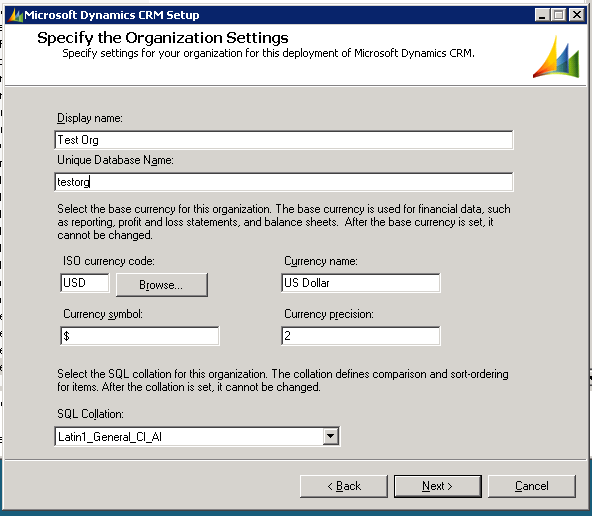 Microsoft Dynamics CRM Setup
Specify the Organization Settings
Specify settings for your organization for this deployment of Microsoft Dynamics CRM.
Display name:
Test Org
Unique Database Name:
testorg
Select the base currency for this organization. The base currency is used for financial data, such
as reporting, profit and loss statements, and balance sheets.  After the base currency is set, it
cannot be changed.
ISO currency code:
Currency name:
USD
Browse...
US Dollar
Currency symbol:
Currency precision:
$
2
Select the SQL collation for this organization. The collation defines comparison and sort-ordering
for items. After the collation is set, it cannot be changed.
SQL Collation:
Latin1_General_CI_AI
< Back
Next >
Cancel